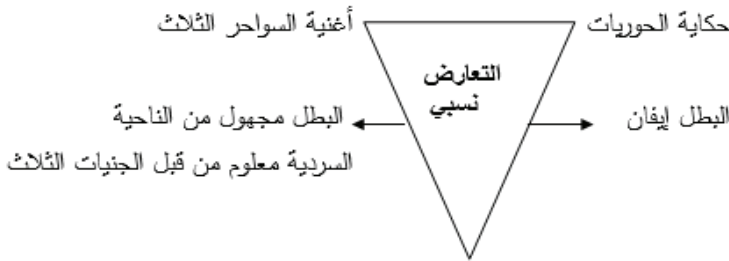 حكاية الحوريات
أغنية السواحر الثلاث
التعارض
نسبي
البطل إيفان
البطل مجهول من الناحية
السردية معلوم من قبل الجنيات الثلاث